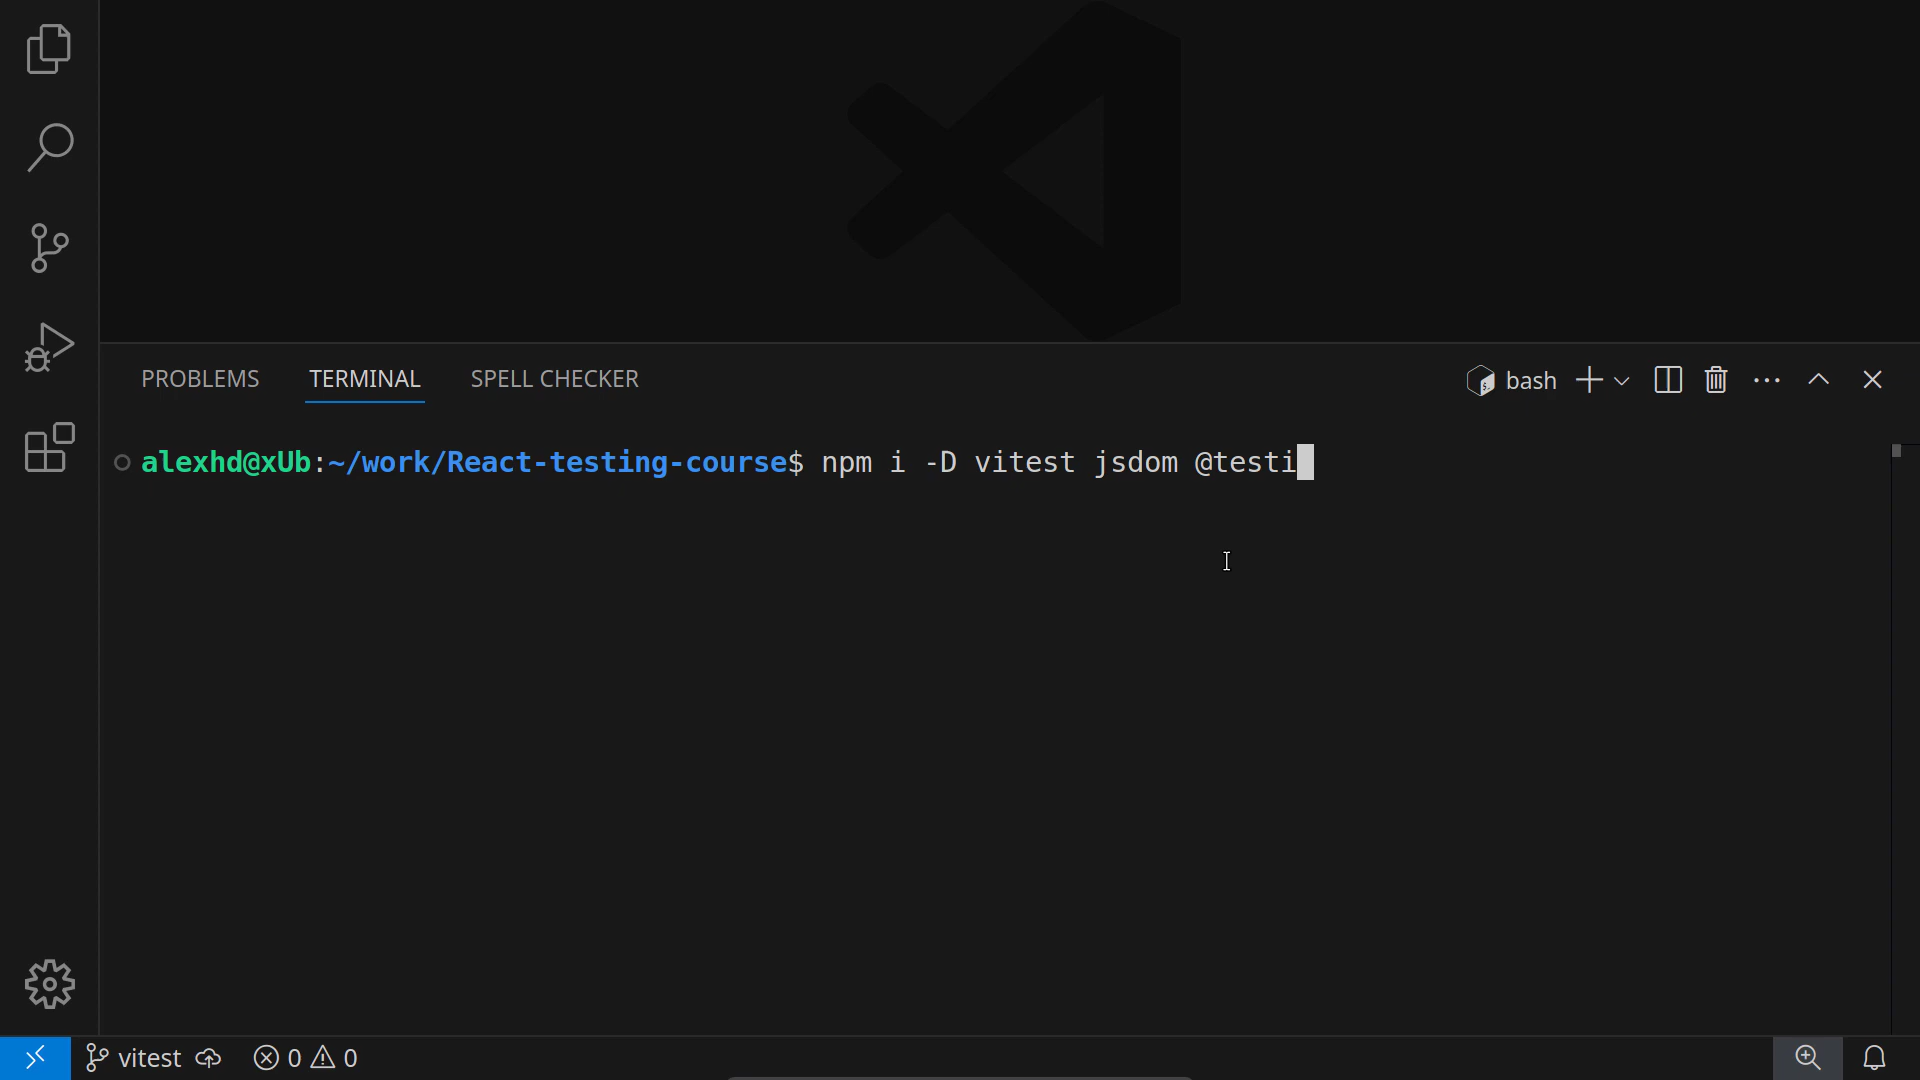 PROBLEMS TERMINAL SPELL CHECKER bash
alexhd@xUb:~/work/React-testing-course$ npm i -D vitest jsdom @testi
vitest 0 0